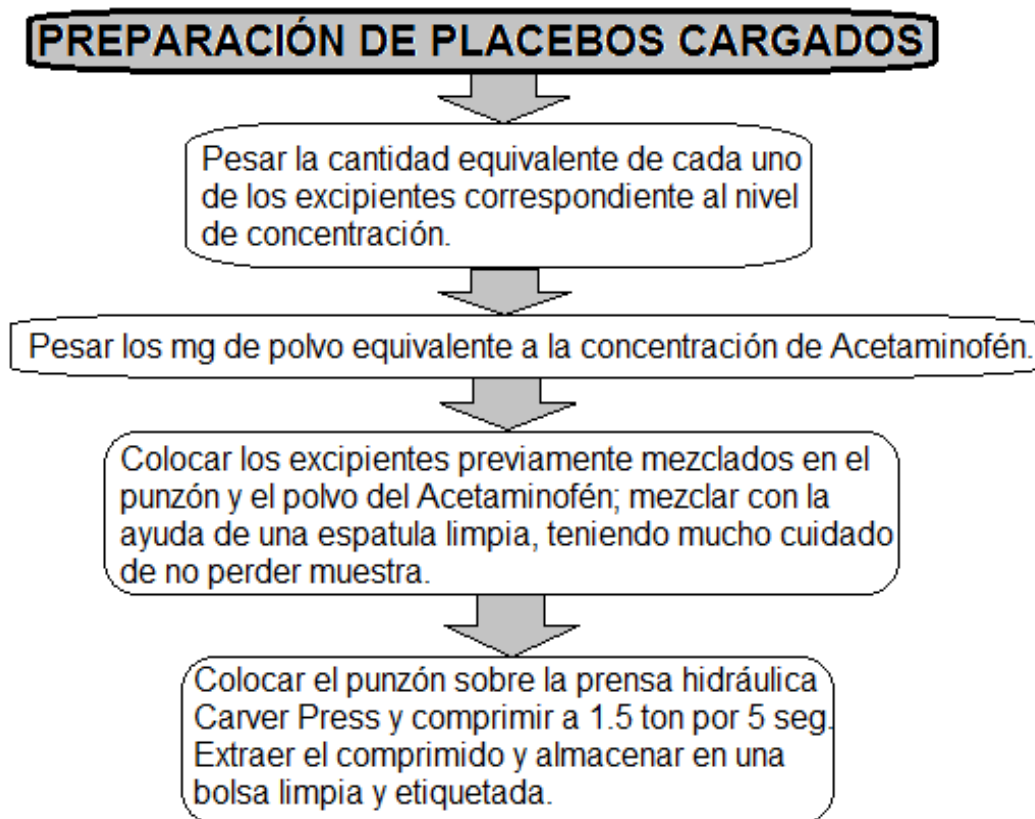 PREPARACIÓN DE PLACEBOS CARGADOS
Pesar la cantidad equivalente de cada uno
de los excipientes correspondiente al nivel
de concentración.
Pesar los mg de polvo equivalente a la concentración de Acetaminofén.
Colocar los excipientes previamente mezclados en el
punzón y el polvo del Acetaminofén; mezclar con la
ayuda de una espatula limpia, teniendo mucho cuidado
de no perder muestra.
Colocar el punzón sobre la prensa hidráulica
Carver Press y comprimir a 1.5 ton por 5 seg.
Extraer el comprimido y almacenar en una
bolsa limpia y etiquetada.